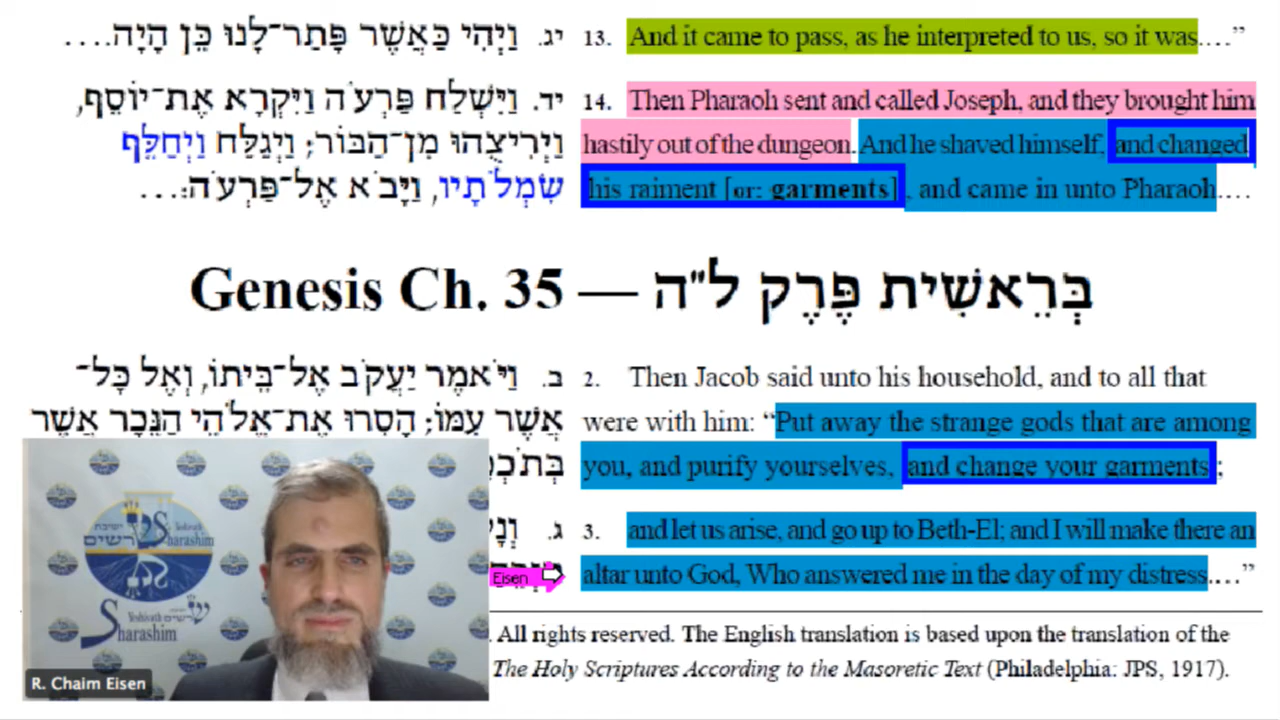 יג. וַיְהִי כַּאֲשֶׁר פָּתַר־לָנוּ כֵּן הָיָה.…
13. And it came to pass, as he interpreted to us, so it was.…”
יד. וַיִּשְׁלַח פַּרְעֹה וַיִּקְרָא אֶת־יוֹסֵף,
וַיְרִיצֻהוּ מִן־הַבּוֹר; וַיְגַלַּח וַיְחַלֵּף
שִׂמְלֹתָיו, וַיָּבֹא אֶל־פַּרְעֹה:…
14. Then Pharaoh sent and called Joseph, and they brought him
hastily out of the dungeon. And he shaved himself, and changed
his raiment [or: garments], and came in unto Pharaoh.…
Genesis Ch. 35 — בְּרֵאשִׁית פֶּרֶק ל"ה
ב. וַיֹּאמֶר יַעֲקֹב אֶל־בֵּיתוֹ, וְאֶל כָּל־
אֲשֶׁר עִמּוֹ; הָסִרוּ אֶת־אֱלֹהֵי הַנֵּכָר אֲשֶׁר
2. Then Jacob said unto his household, and to all that
were with him: “Put away the strange gods that are among
you, and purify yourselves, and change your garments;
ג.
3. and let us arise, and go up to Beth-El; and I will make there an
altar unto God, Who answered me in the day of my distress.…”
Eisen
. All rights reserved. The English translation is based upon the translation of the
The Holy Scriptures According to the Masoretic Text (Philadelphia: JPS, 1917).
ישיבת
שרשים
Yeshivath
Sharashim
שרשים
Yeshivath
Sharashim
R. Chaim Eisen